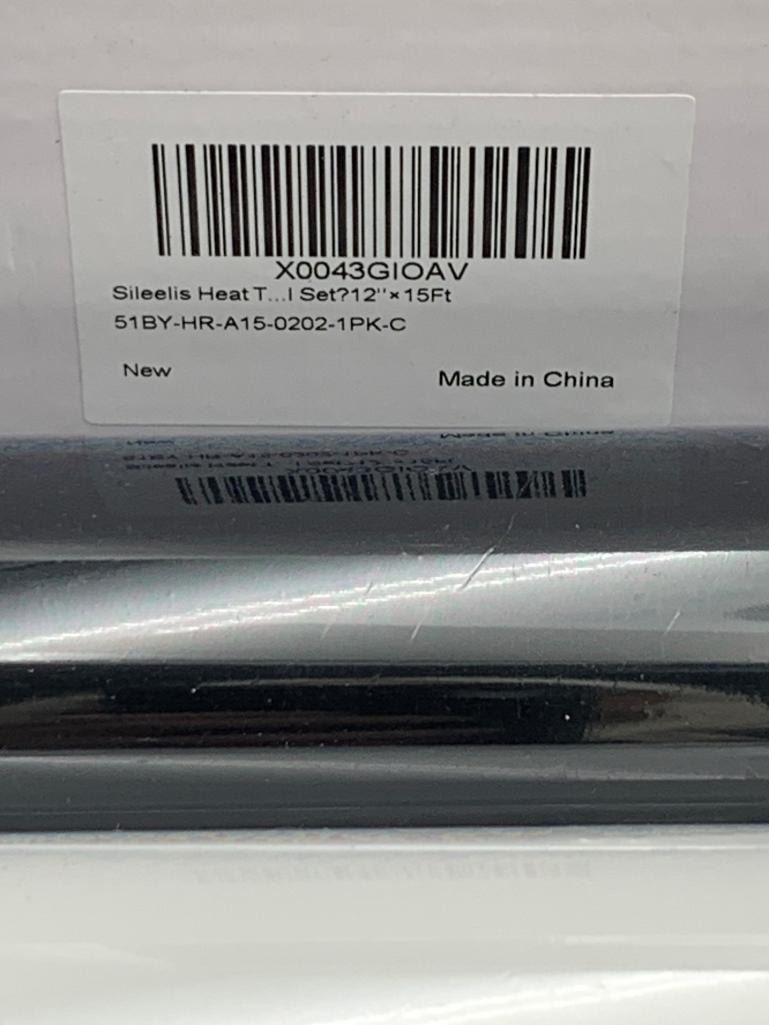 X0043GIOAV
Sileelis Heat T...l Set?12''×15Ft
51BY-HR-A15-0202-1PK-C
New
Made in China